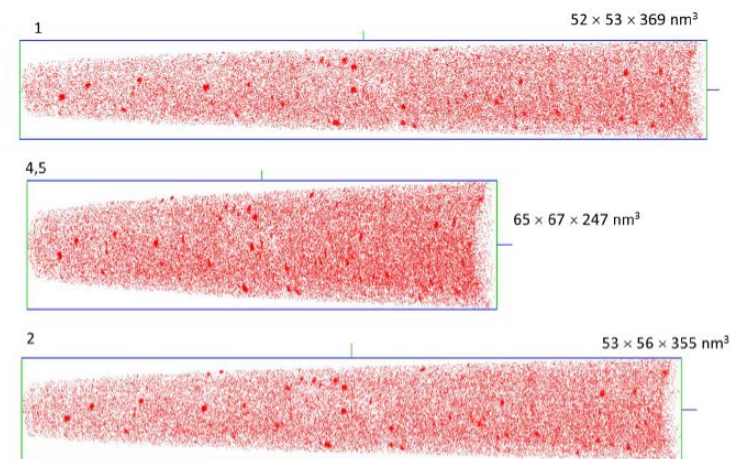 1
52 × 53 × 369 nm³
4,5
65 × 67 × 247 nm³
2
53 × 56 × 355 nm³